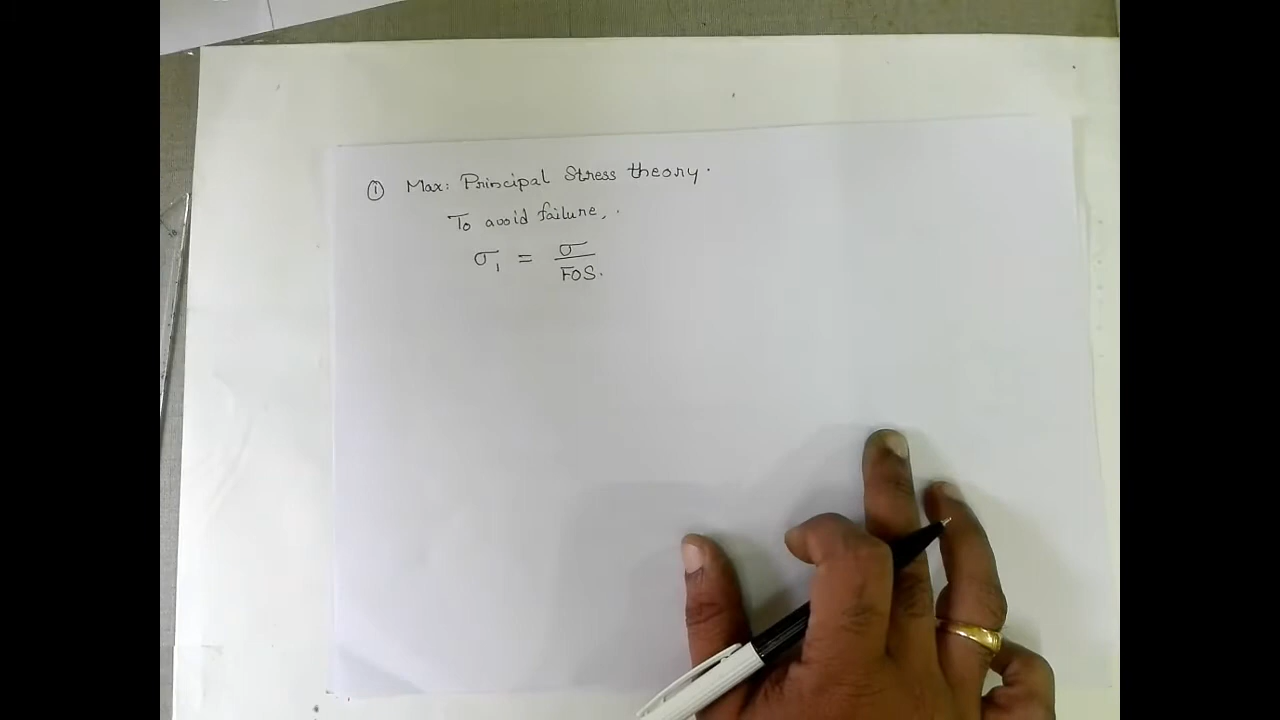 ① Max: Principal Stress theory.
To avoid failure,.
σ₁ = σ / FOS.